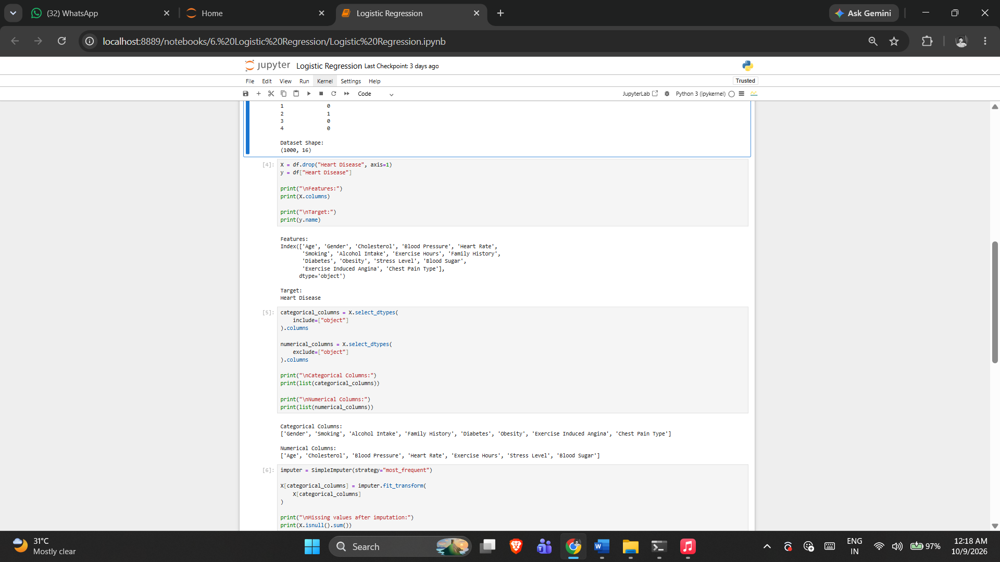 (32) WhatsApp
Home
Logistic Regression
Ask Gemini
localhost:8889/notebooks/6.%20Logistic%20Regression/Logistic%20Regression.ipynb
jupyter Logistic Regression Last Checkpoint: 3 days ago
File Edit View Run Kernel Settings Help
Trusted
Code
JupyterLab
Python 3 (ipykernel)
1 0
2 1
3 0
4 0
Dataset Shape:
(1000, 16)
[4]:
X = df.drop("Heart Disease", axis=1)
y = df["Heart Disease"]
print("\nFeatures:")
print(X.columns)
print("\nTarget:")
print(y.name)
Features:
Index(['Age', 'Gender', 'Cholesterol', 'Blood Pressure', 'Heart Rate',
'Smoking', 'Alcohol Intake', 'Exercise Hours', 'Family History',
'Diabetes', 'Obesity', 'Stress Level', 'Blood Sugar',
'Exercise Induced Angina', 'Chest Pain Type'],
dtype='object')
Target:
Heart Disease
[5]:
categorical_columns = X.select_dtypes(
include=["object"]
).columns
numerical_columns = X.select_dtypes(
exclude=["object"]
).columns
print("\nCategorical Columns:")
print(list(categorical_columns))
print("\nNumerical Columns:")
print(list(numerical_columns))
Categorical Columns:
['Gender', 'Smoking', 'Alcohol Intake', 'Family History', 'Diabetes', 'Obesity', 'Exercise Induced Angina', 'Chest Pain Type']
Numerical Columns:
['Age', 'Cholesterol', 'Blood Pressure', 'Heart Rate', 'Exercise Hours', 'Stress Level', 'Blood Sugar']
[6]:
imputer = SimpleImputer(strategy="most_frequent")
X[categorical_columns] = imputer.fit_transform(
X[categorical_columns]
)
print("\nMissing values after imputation:")
print(X.isnull().sum())
31°C
Mostly clear
Search
ENG
IN
97%
12:18 AM
10/9/2026